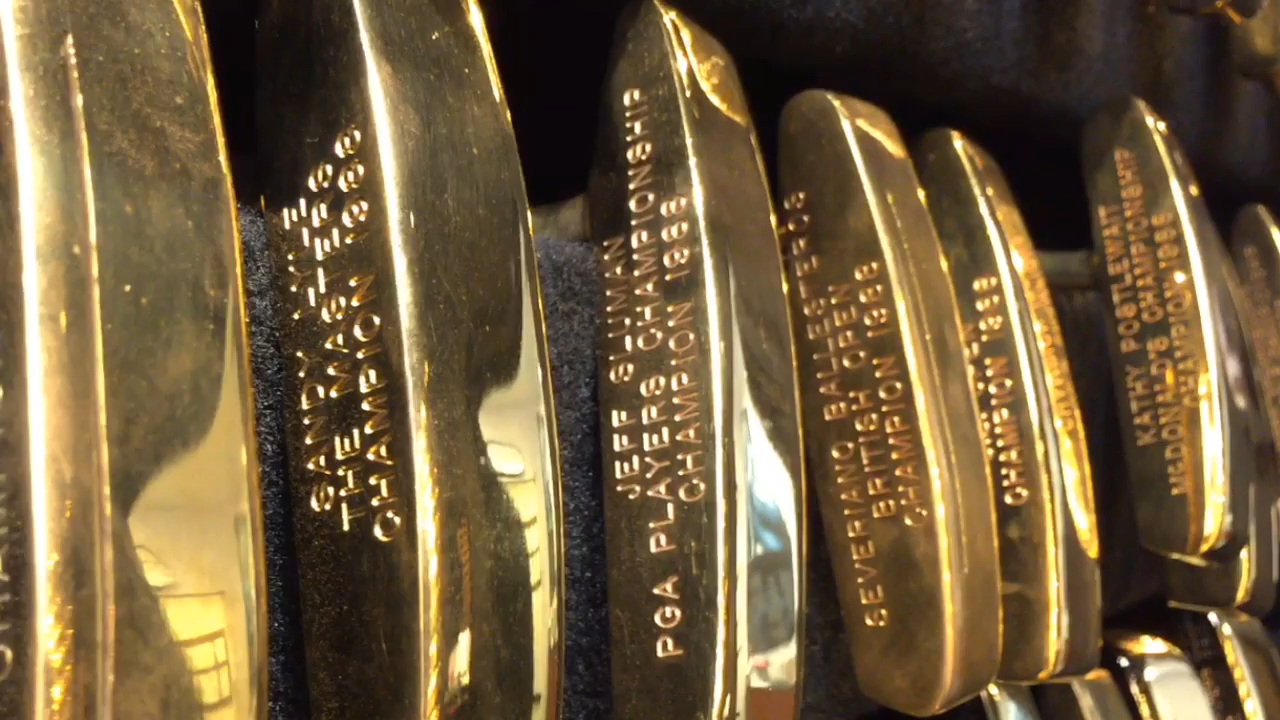 SANDY LYLE
THE MASTERS
CHAMPION 1988
JEFF SLUMAN
PGA PLAYERS CHAMPIONSHIP
CHAMPION 1988
SEVERIANO BALLESTEROS
BRITISH OPEN
CHAMPION 1988
CHAMPION 1988
KATHY POSTLEWAIT
McDONALD'S CHAMPIONSHIP
CHAMPION 1985